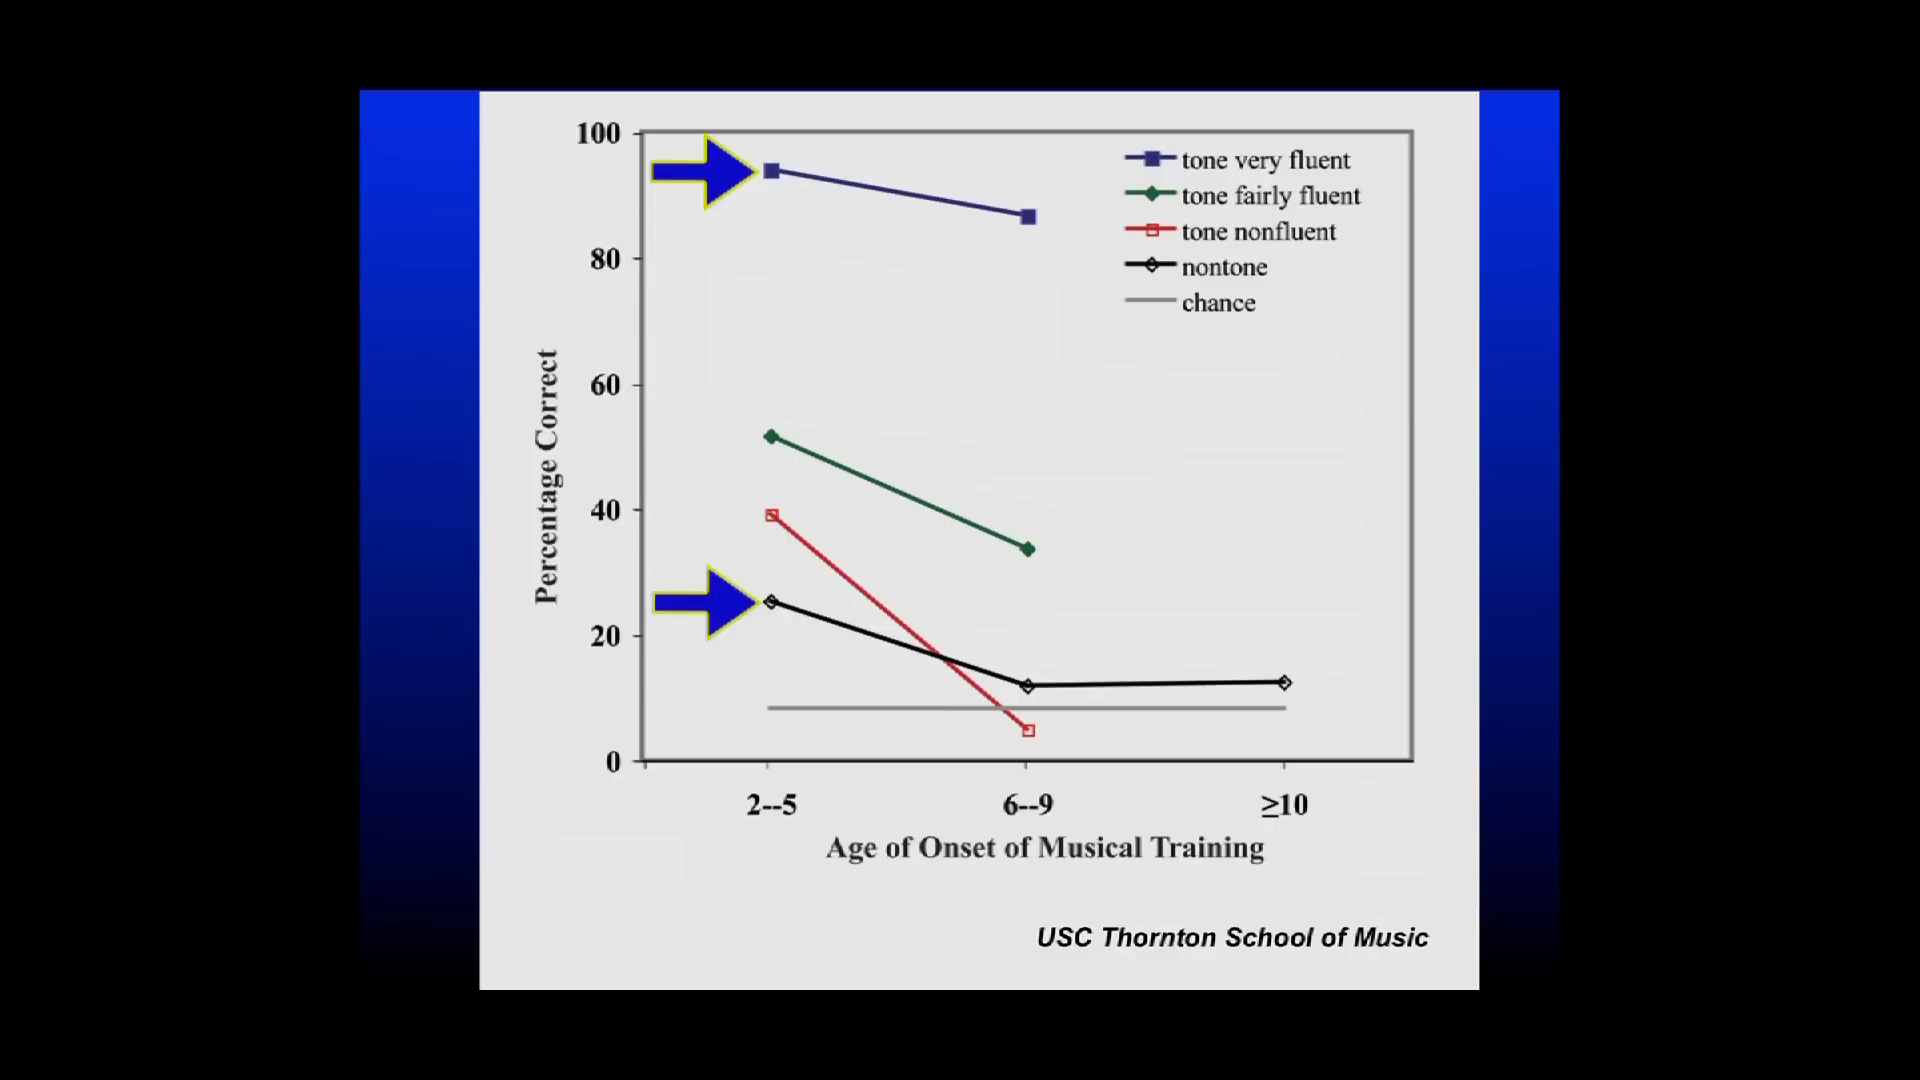 100
80
60
40
20
0
Percentage Correct
tone very fluent
tone fairly fluent
tone nonfluent
nontone
chance
2--5
6--9
≥10
Age of Onset of Musical Training
USC Thornton School of Music